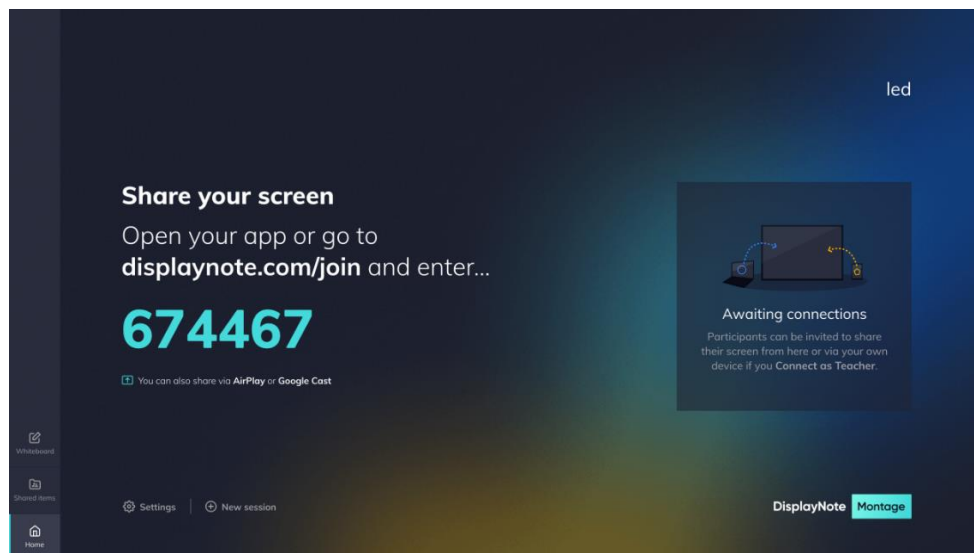 led
Share your screen
Open your app or go to
displaynote.com/join and enter...
674467
You can also share via AirPlay or Google Cast
Awaiting connections
Participants can be invited to share
their screen from here or via your own
device if you Connect as Teacher.
Whiteboard
Shared items
Home
Settings
New session
DisplayNote Montage